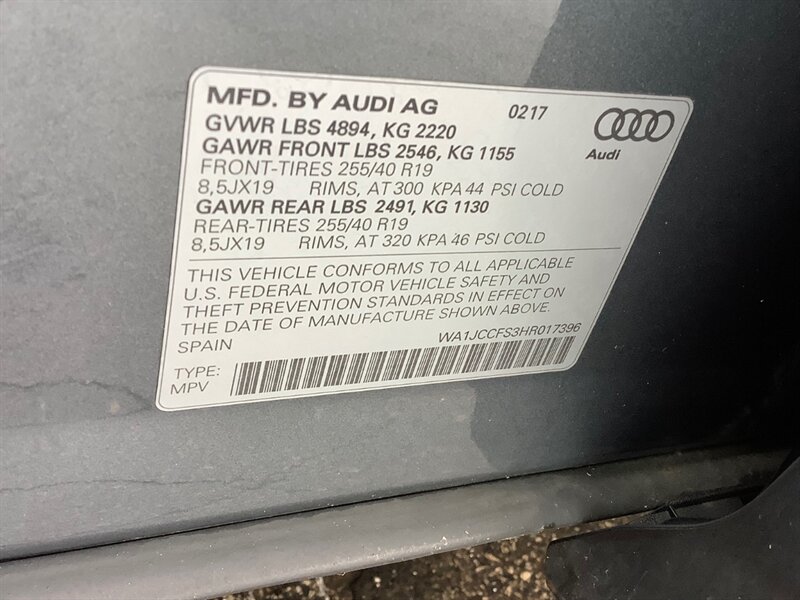 MFD. BY AUDI AG 0217
GVWR LBS 4894, KG 2220
GAWR FRONT LBS 2546, KG 1155
Audi
FRONT-TIRES 255/40 R19
8,5JX19 RIMS, AT 300 KPA 44 PSI COLD
GAWR REAR LBS 2491, KG 1130
REAR-TIRES 255/40 R19
8,5JX19 RIMS, AT 320 KPA 46 PSI COLD
THIS VEHICLE CONFORMS TO ALL APPLICABLE
U.S. FEDERAL MOTOR VEHICLE SAFETY AND
THEFT PREVENTION STANDARDS IN EFFECT ON
THE DATE OF MANUFACTURE SHOWN ABOVE.
SPAIN WA1JCCFS3HR017396
TYPE:
MPV